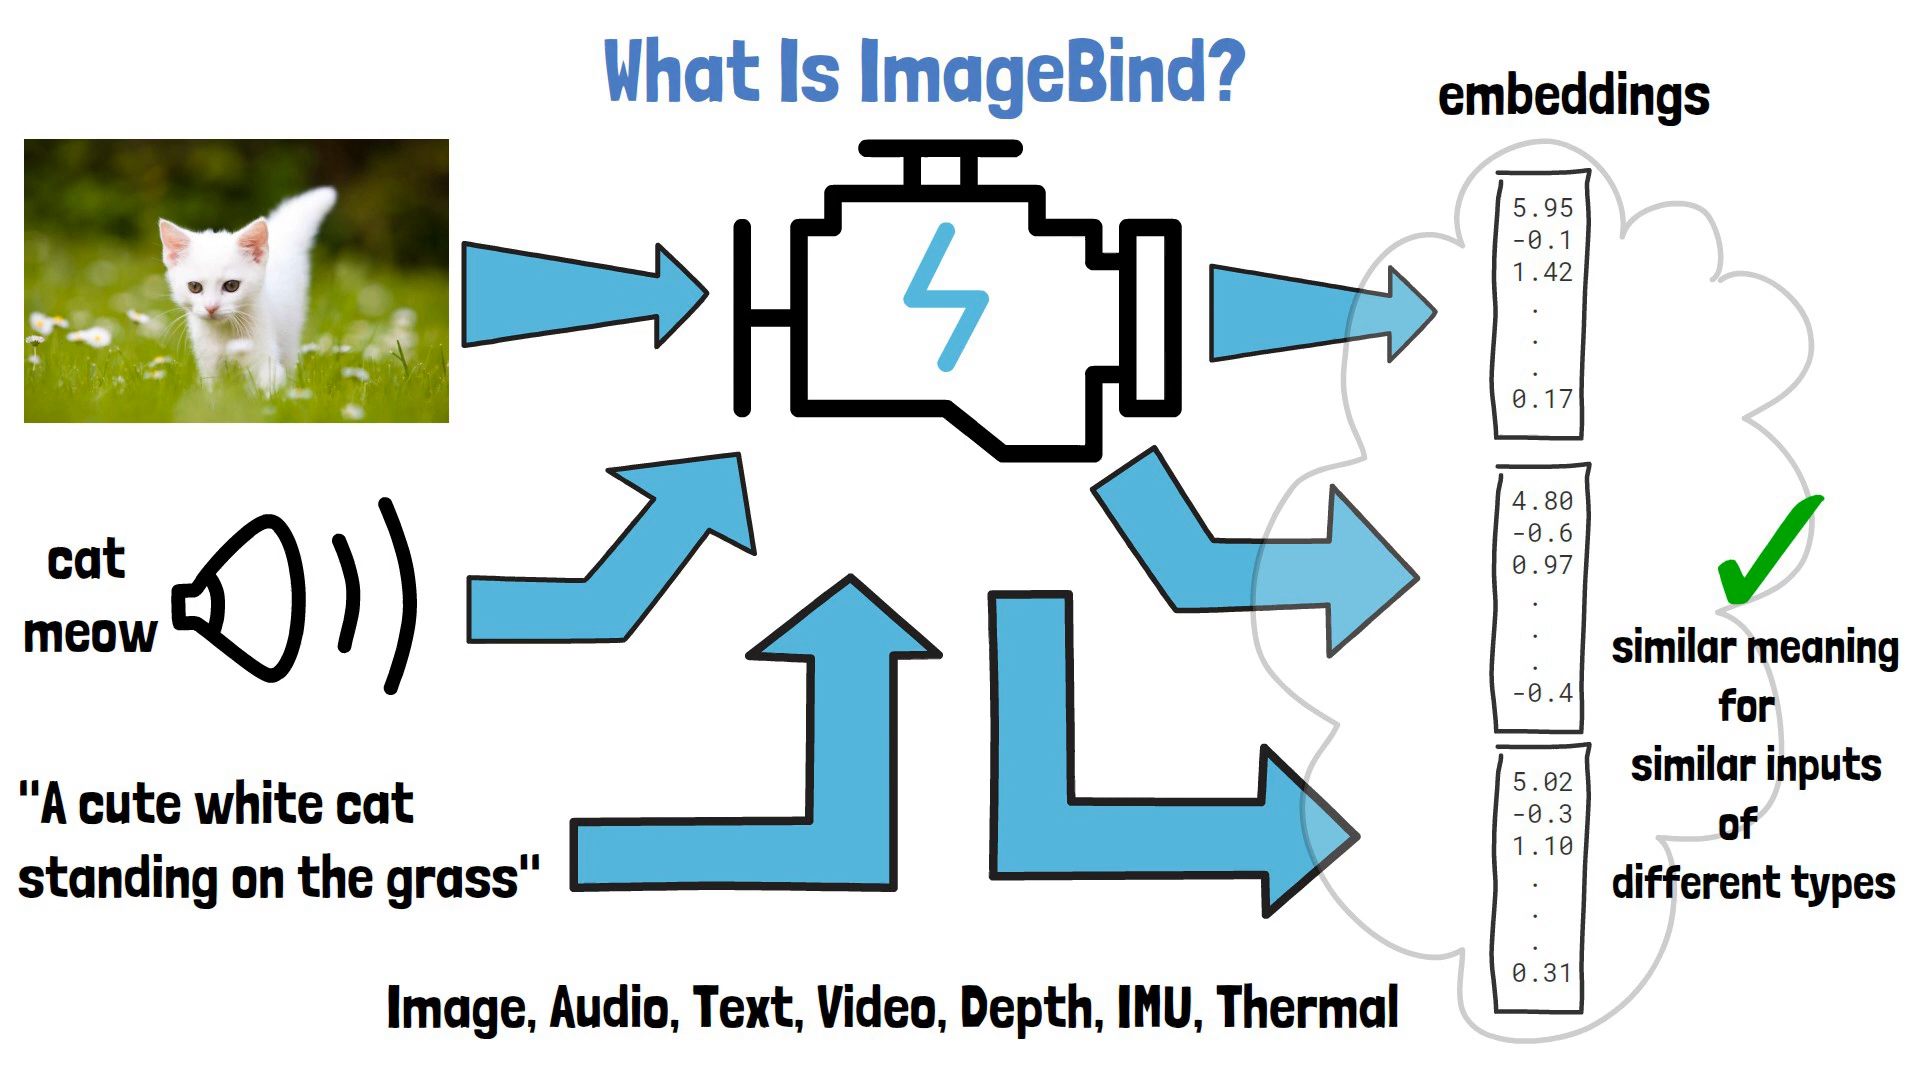 What Is ImageBind?
embeddings
5.95
-0.1
1.42
.
.
.
0.17
cat
meow
4.80
-0.6
0.97
.
.
.
-0.4
similar meaning
for
similar inputs
of
different types
"A cute white cat
standing on the grass"
5.02
-0.3
1.10
.
.
.
0.31
Image, Audio, Text, Video, Depth, IMU, Thermal